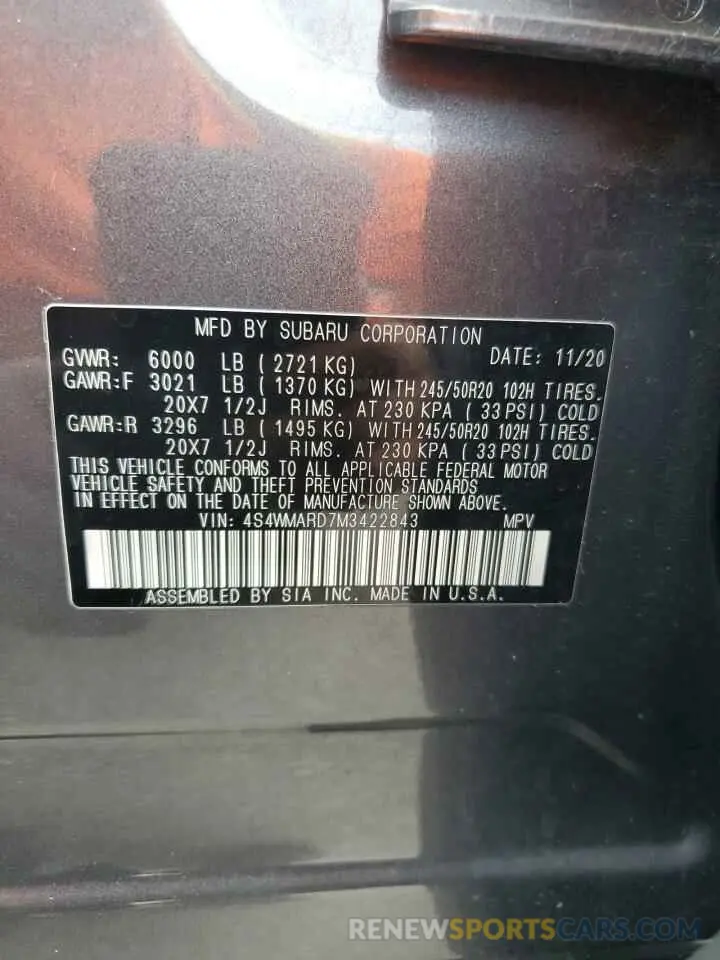 MFD BY SUBARU CORPORATION
GVWR: 6000 LB ( 2721 KG) DATE: 11/20
GAWR:F 3021 LB ( 1370 KG) WITH 245/50R20 102H TIRES.
20X7 1/2J RIMS. AT 230 KPA ( 33 PSI) COLD
GAWR:R 3296 LB ( 1495 KG) WITH 245/50R20 102H TIRES.
20X7 1/2J RIMS. AT 230 KPA ( 33 PSI) COLD
THIS VEHICLE CONFORMS TO ALL APPLICABLE FEDERAL MOTOR
VEHICLE SAFETY AND THEFT PREVENTION STANDARDS
IN EFFECT ON THE DATE OF MANUFACTURE SHOWN ABOVE.
VIN: 4S4WMARD7M3422843 MPV
ASSEMBLED BY SIA INC. MADE IN U.S.A.
RENEWSPORTSCARS.COM